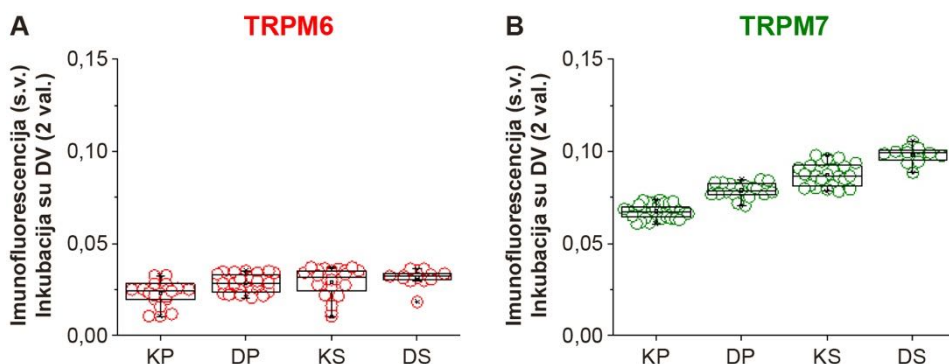 A
TRPM6
Imunofluorescencija (s.v.)
Inkubacija su DV (2 val.)
0,15
0,10
0,05
0,00
KP DP KS DS
B
TRPM7
Imunofluorescencija (s.v.)
Inkubacija su DV (2 val.)
0,15
0,10
0,05
0,00
KP DP KS DS